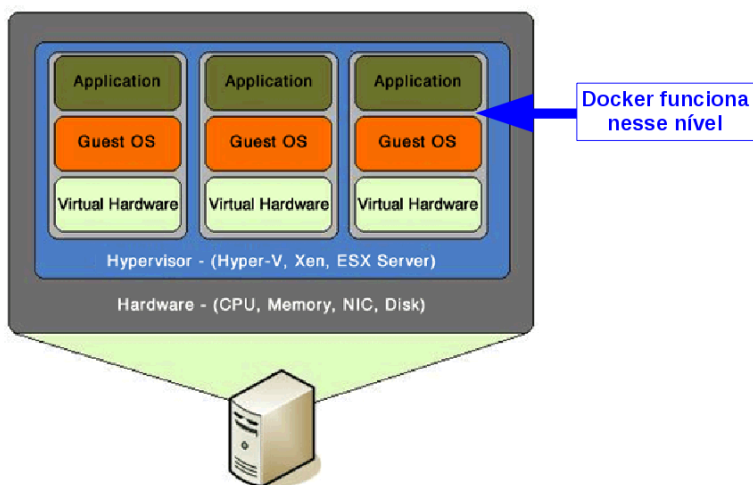 Application
Application
Application
Docker funciona
nesse nível
Guest OS
Guest OS
Guest OS
Virtual Hardware
Virtual Hardware
Virtual Hardware
Hypervisor - (Hyper-V, Xen, ESX Server)
Hardware - (CPU, Memory, NIC, Disk)